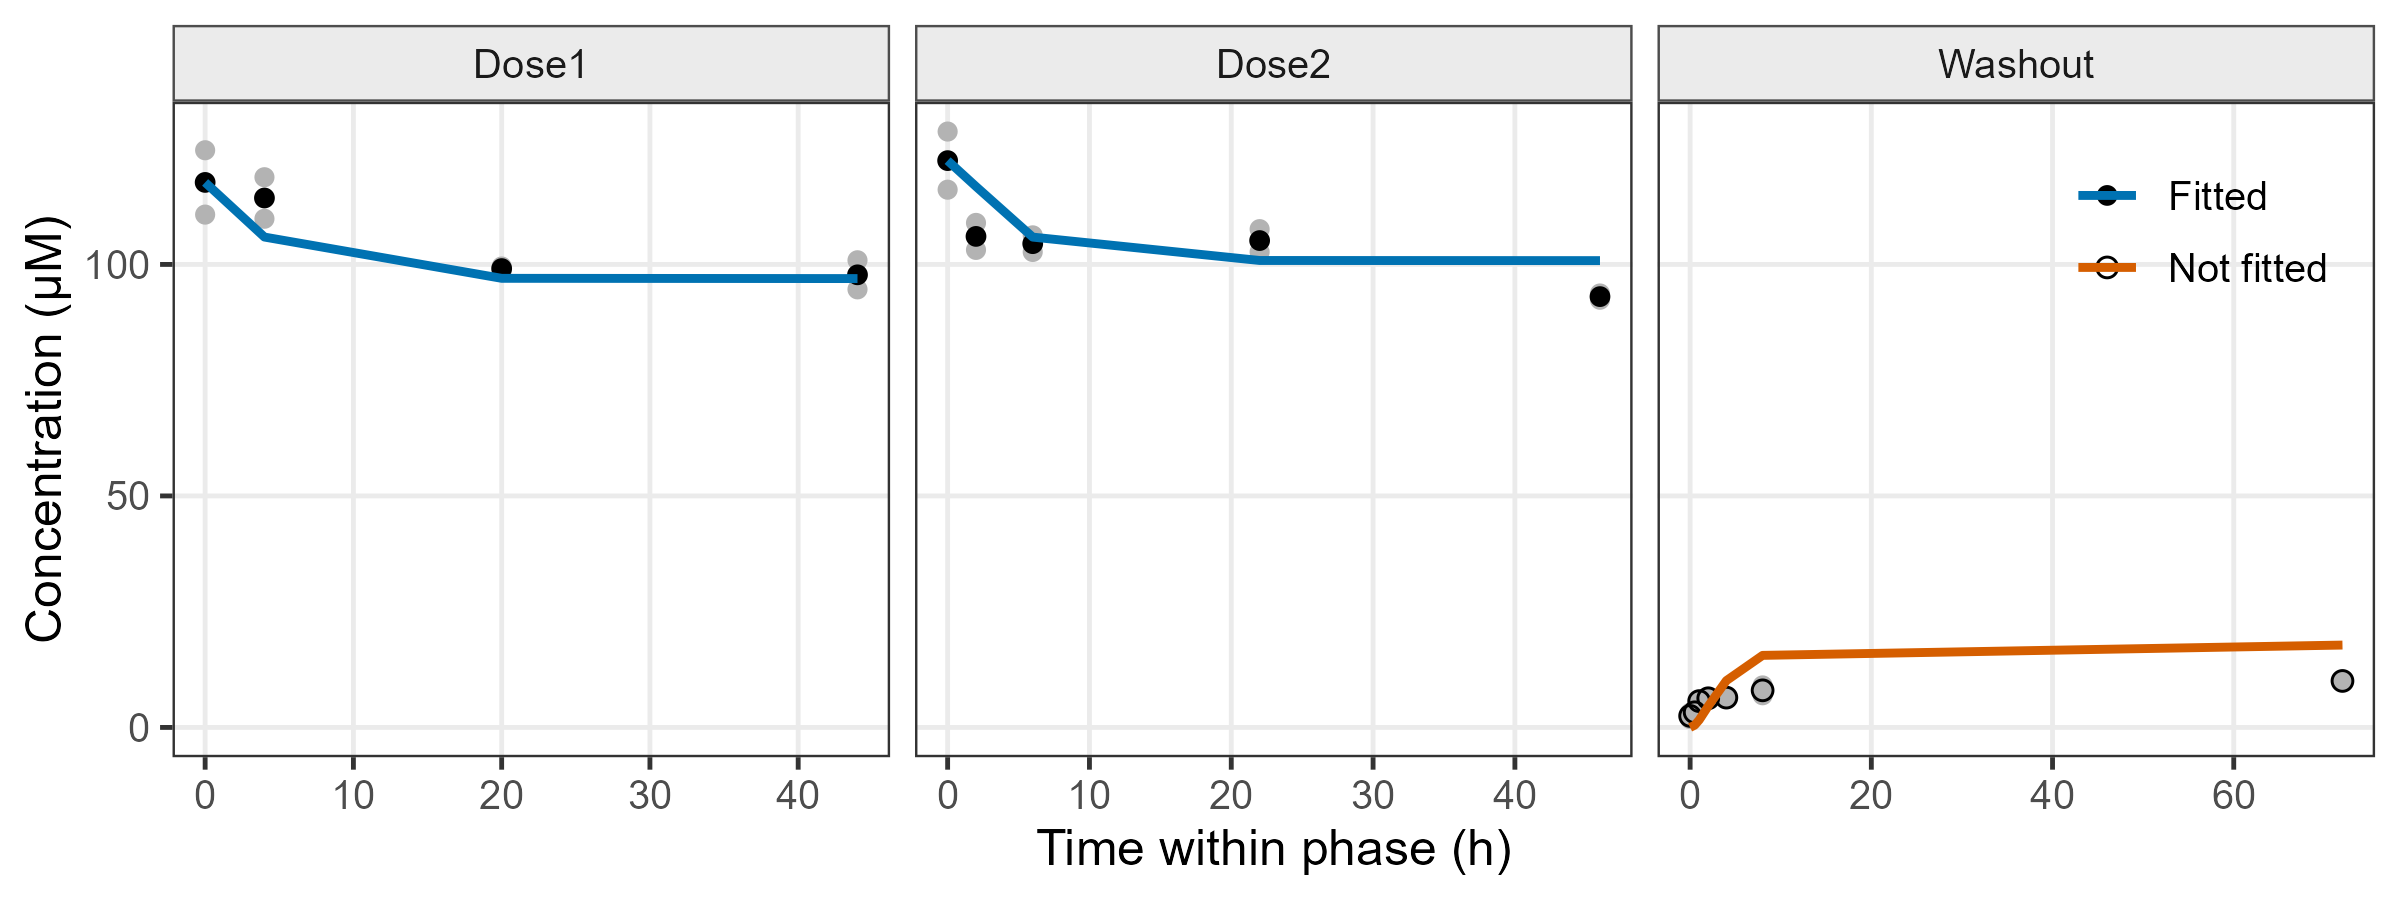 Dose1
Dose2
Washout
Concentration (µM)
100
50
0
Fitted
Not fitted
0 10 20 30 40
0 10 20 30 40
0 20 40 60
Time within phase (h)